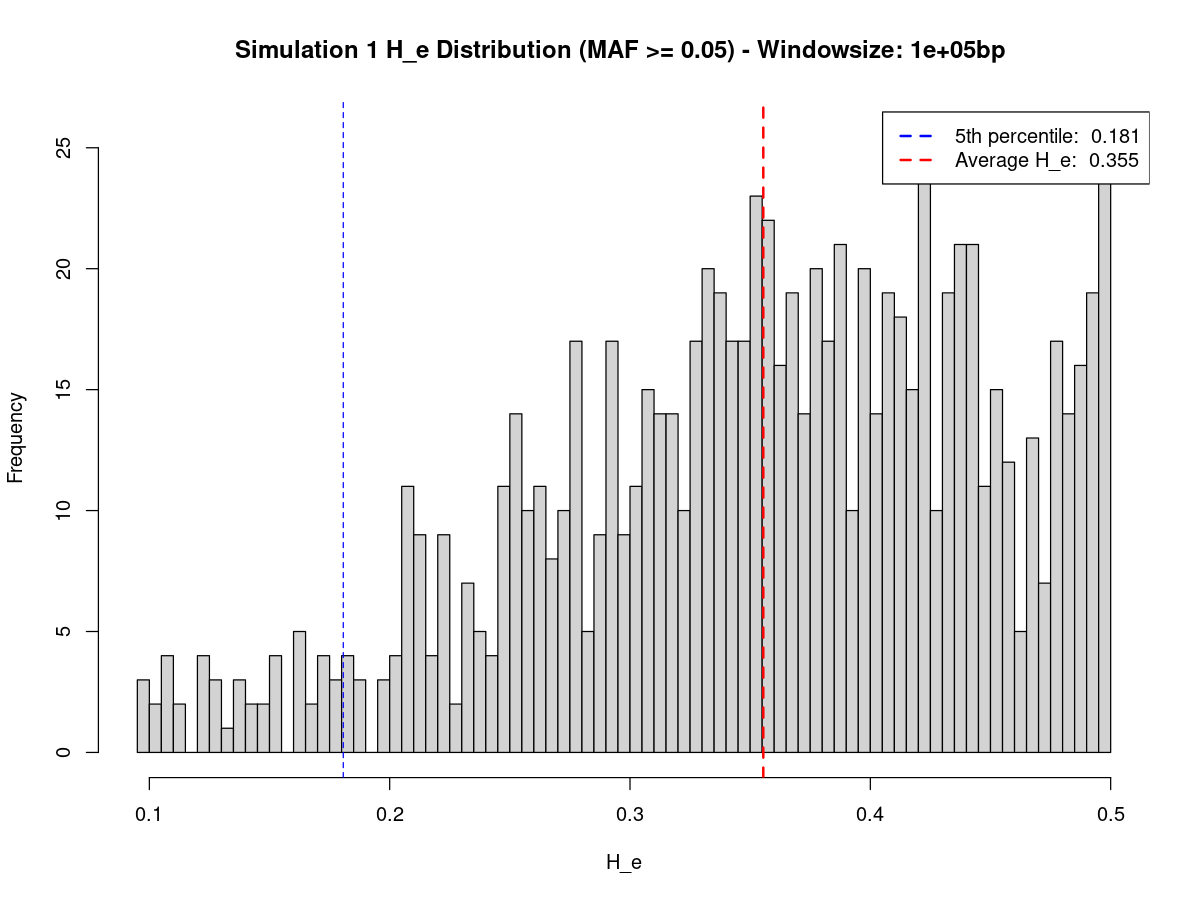 Simulation 1 H_e Distribution (MAF >= 0.05) - Windowsize: 1e+05bp
5th percentile:  0.181
Average H_e:  0.355
25
20
15
10
5
0
Frequency
0.1
0.2
0.3
0.4
0.5
H_e